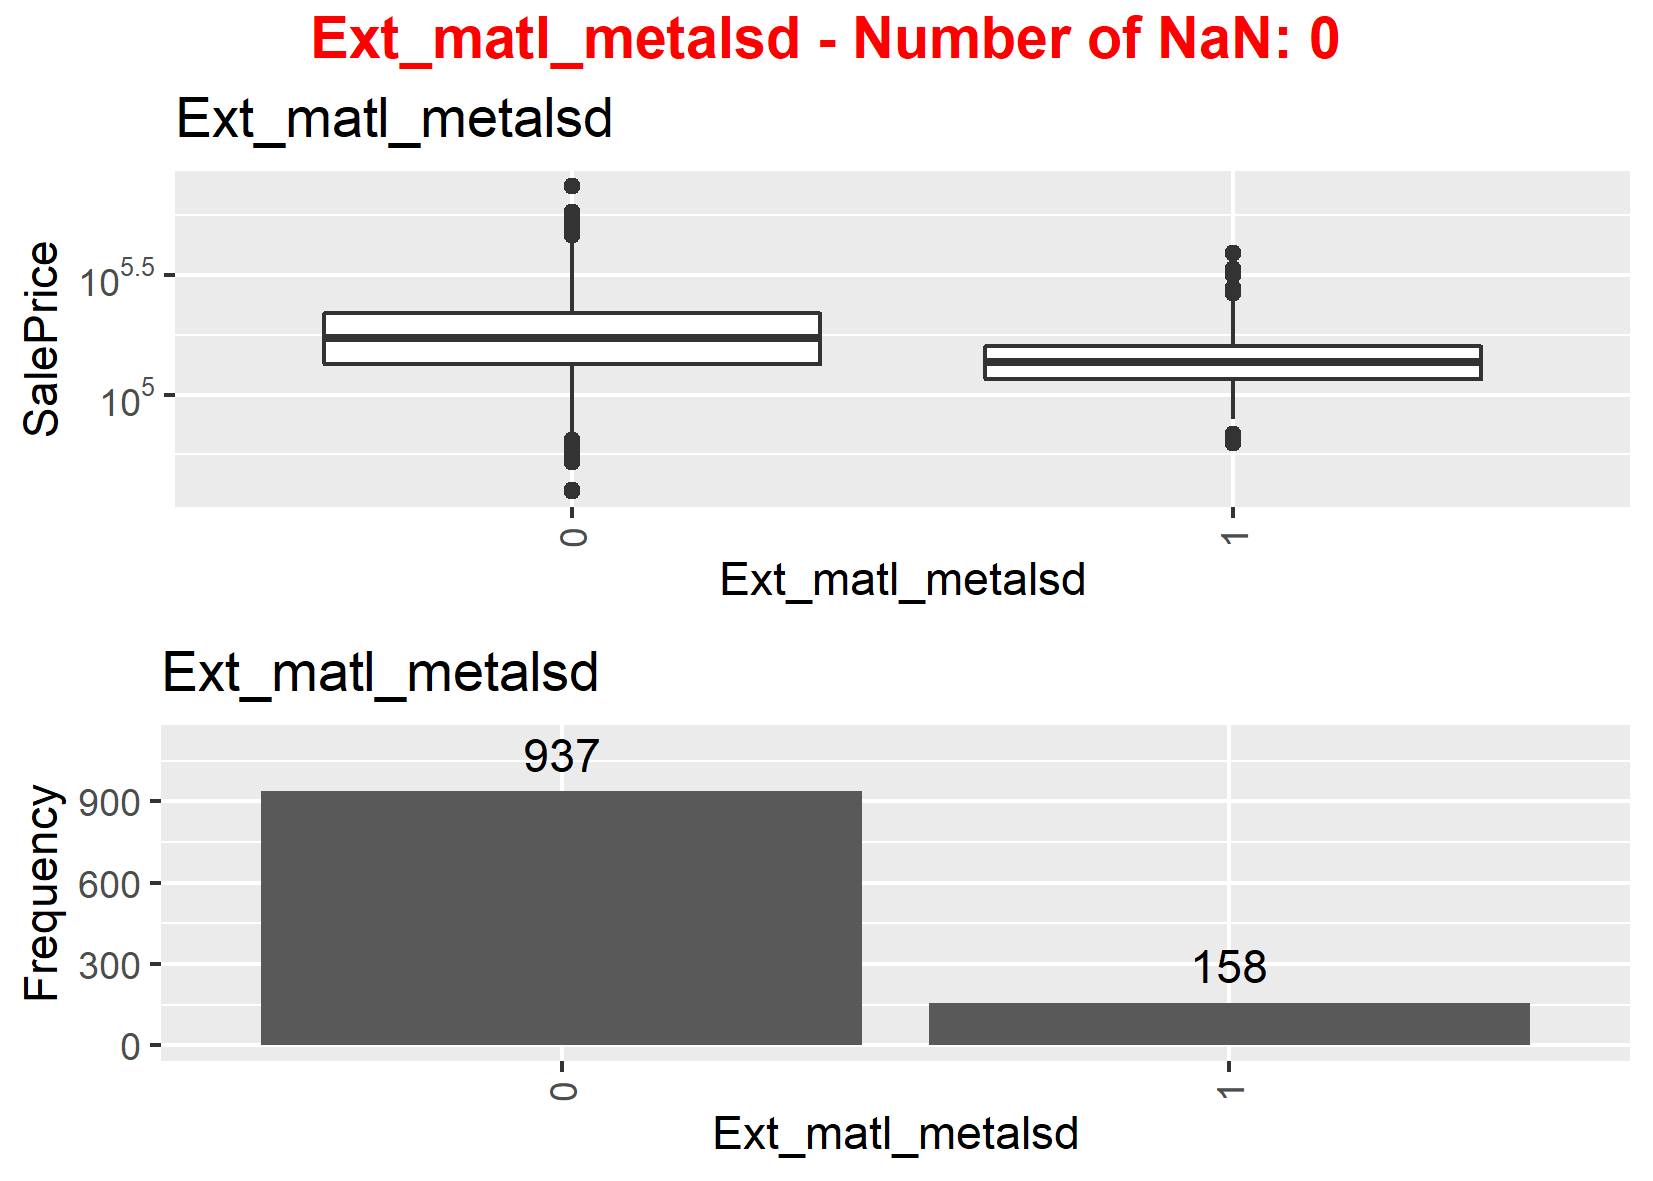 Ext_matl_metalsd - Number of NaN: 0
Ext_matl_metalsd
SalePrice
10^5.5
10^5
0
1
Ext_matl_metalsd
Ext_matl_metalsd
Frequency
937
158
900
600
300
0
0
1
Ext_matl_metalsd